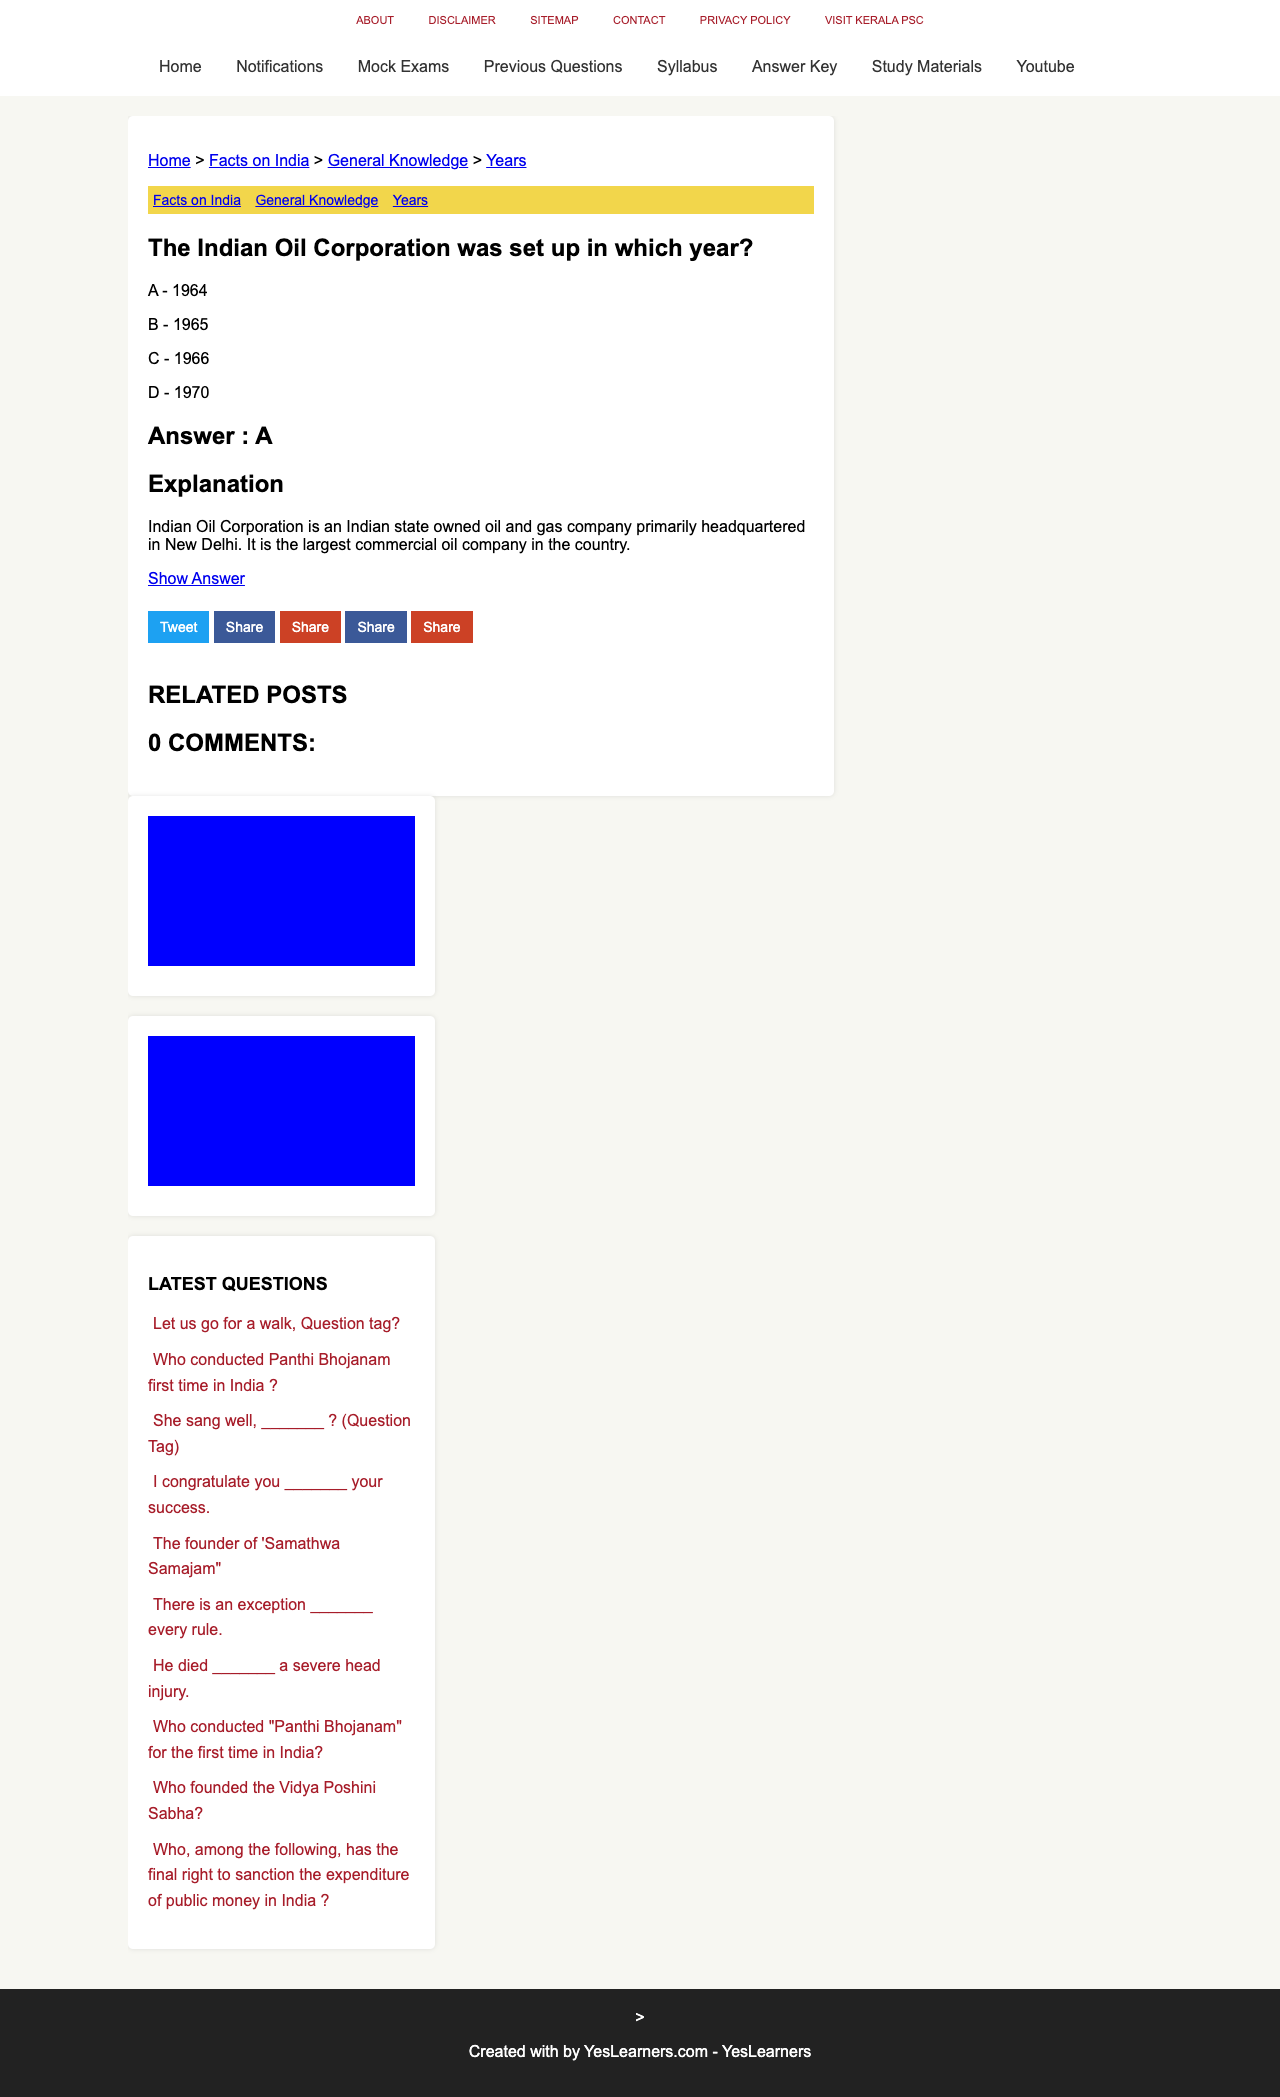 ABOUT DISCLAIMER SITEMAP CONTACT PRIVACY POLICY VISIT KERALA PSC
Home Notifications Mock Exams Previous Questions Syllabus Answer Key Study Materials Youtube
Home > Facts on India > General Knowledge > Years
Facts on India General Knowledge Years
The Indian Oil Corporation was set up in which year?
A - 1964
B - 1965
C - 1966
D - 1970
Answer : A
Explanation
Indian Oil Corporation is an Indian state owned oil and gas company primarily headquartered
in New Delhi. It is the largest commercial oil company in the country.
Show Answer
Tweet Share Share Share Share
RELATED POSTS
0 COMMENTS:
LATEST QUESTIONS
Let us go for a walk, Question tag?
Who conducted Panthi Bhojanam
first time in India ?
She sang well, _______ ? (Question
Tag)
I congratulate you _______ your
success.
The founder of 'Samathwa
Samajam"
There is an exception _______
every rule.
He died _______ a severe head
injury.
Who conducted "Panthi Bhojanam"
for the first time in India?
Who founded the Vidya Poshini
Sabha?
Who, among the following, has the
final right to sanction the expenditure
of public money in India ?
>
Created with by YesLearners.com - YesLearners